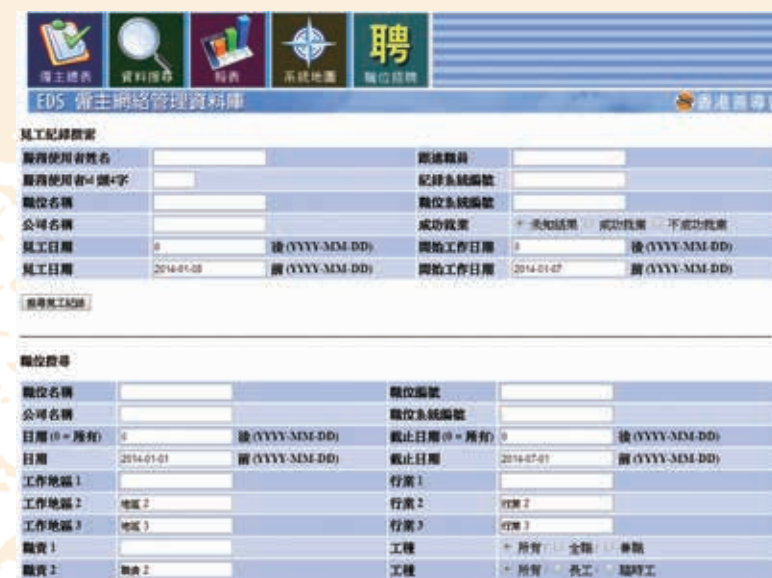 僱主總表 資料搜尋 報表 系統地圖 聘 職位招聘
EDS 僱主網絡管理資料庫 香港善導
見工紀錄搜索
服務使用者姓名 跟進職員
服務使用者id 頭4字 紀錄系統編號
職位名稱 職位系統編號
公司名稱 成功就業 未知結果 成功就業 不成功就業
見工日期 0 後 (YYYY-MM-DD) 開始工作日期 0 後 (YYYY-MM-DD)
見工日期 2014-01-08 前 (YYYY-MM-DD) 開始工作日期 2014-01-07 前 (YYYY-MM-DD)
搜尋見工紀錄
職位搜尋
職位名稱 職位編號
公司名稱 職位系統編號
日期 (0 = 所有) 0 後 (YYYY-MM-DD) 截止日期 (0 = 所有) 0 後 (YYYY-MM-DD)
日期 2014-01-01 前 (YYYY-MM-DD) 截止日期 2014-07-01 前 (YYYY-MM-DD)
工作地區 1 行業 1
工作地區 2 地區 2 行業 2 行業 2
工作地區 3 地區 3 行業 3 行業 3
職責 1 工種 所有 / 全職 / 兼職
職責 2 職責 2 工種 所有 / 長工 / 臨時工